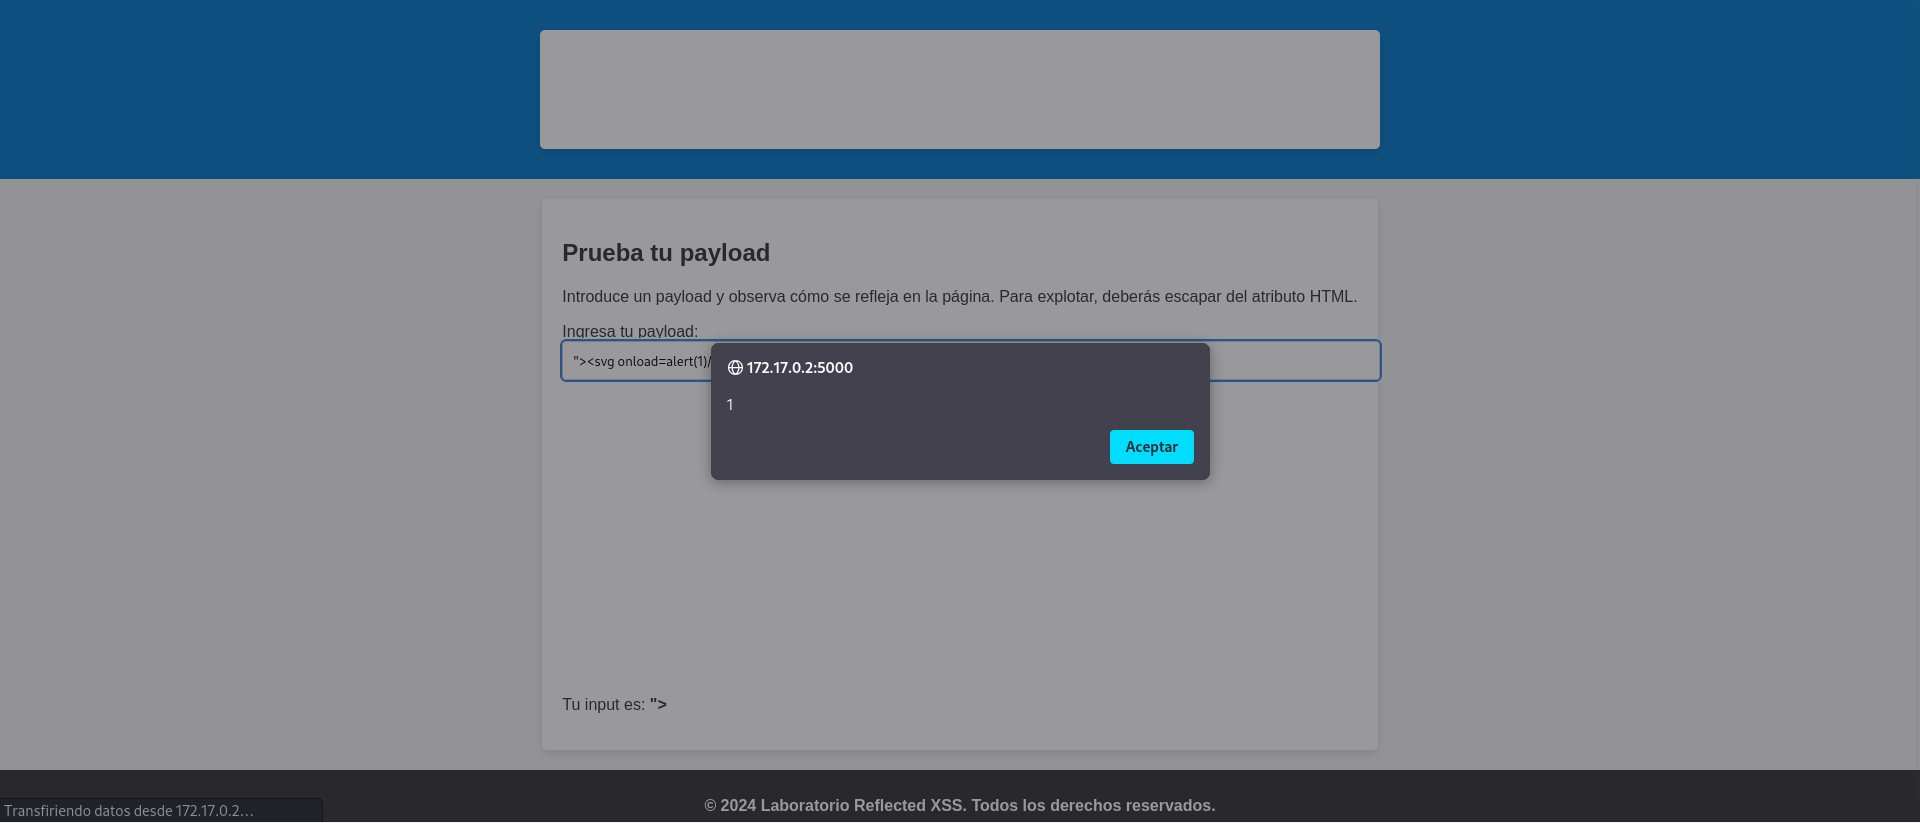 Prueba tu payload
Introduce un payload y observa cómo se refleja en la página. Para explotar, deberás escapar del atributo HTML.
Ingresa tu payload:
"><svg onload=alert(1)/
172.17.0.2:5000
1
Aceptar
Tu input es: ">
© 2024 Laboratorio Reflected XSS. Todos los derechos reservados.
Transfiriendo datos desde 172.17.0.2…